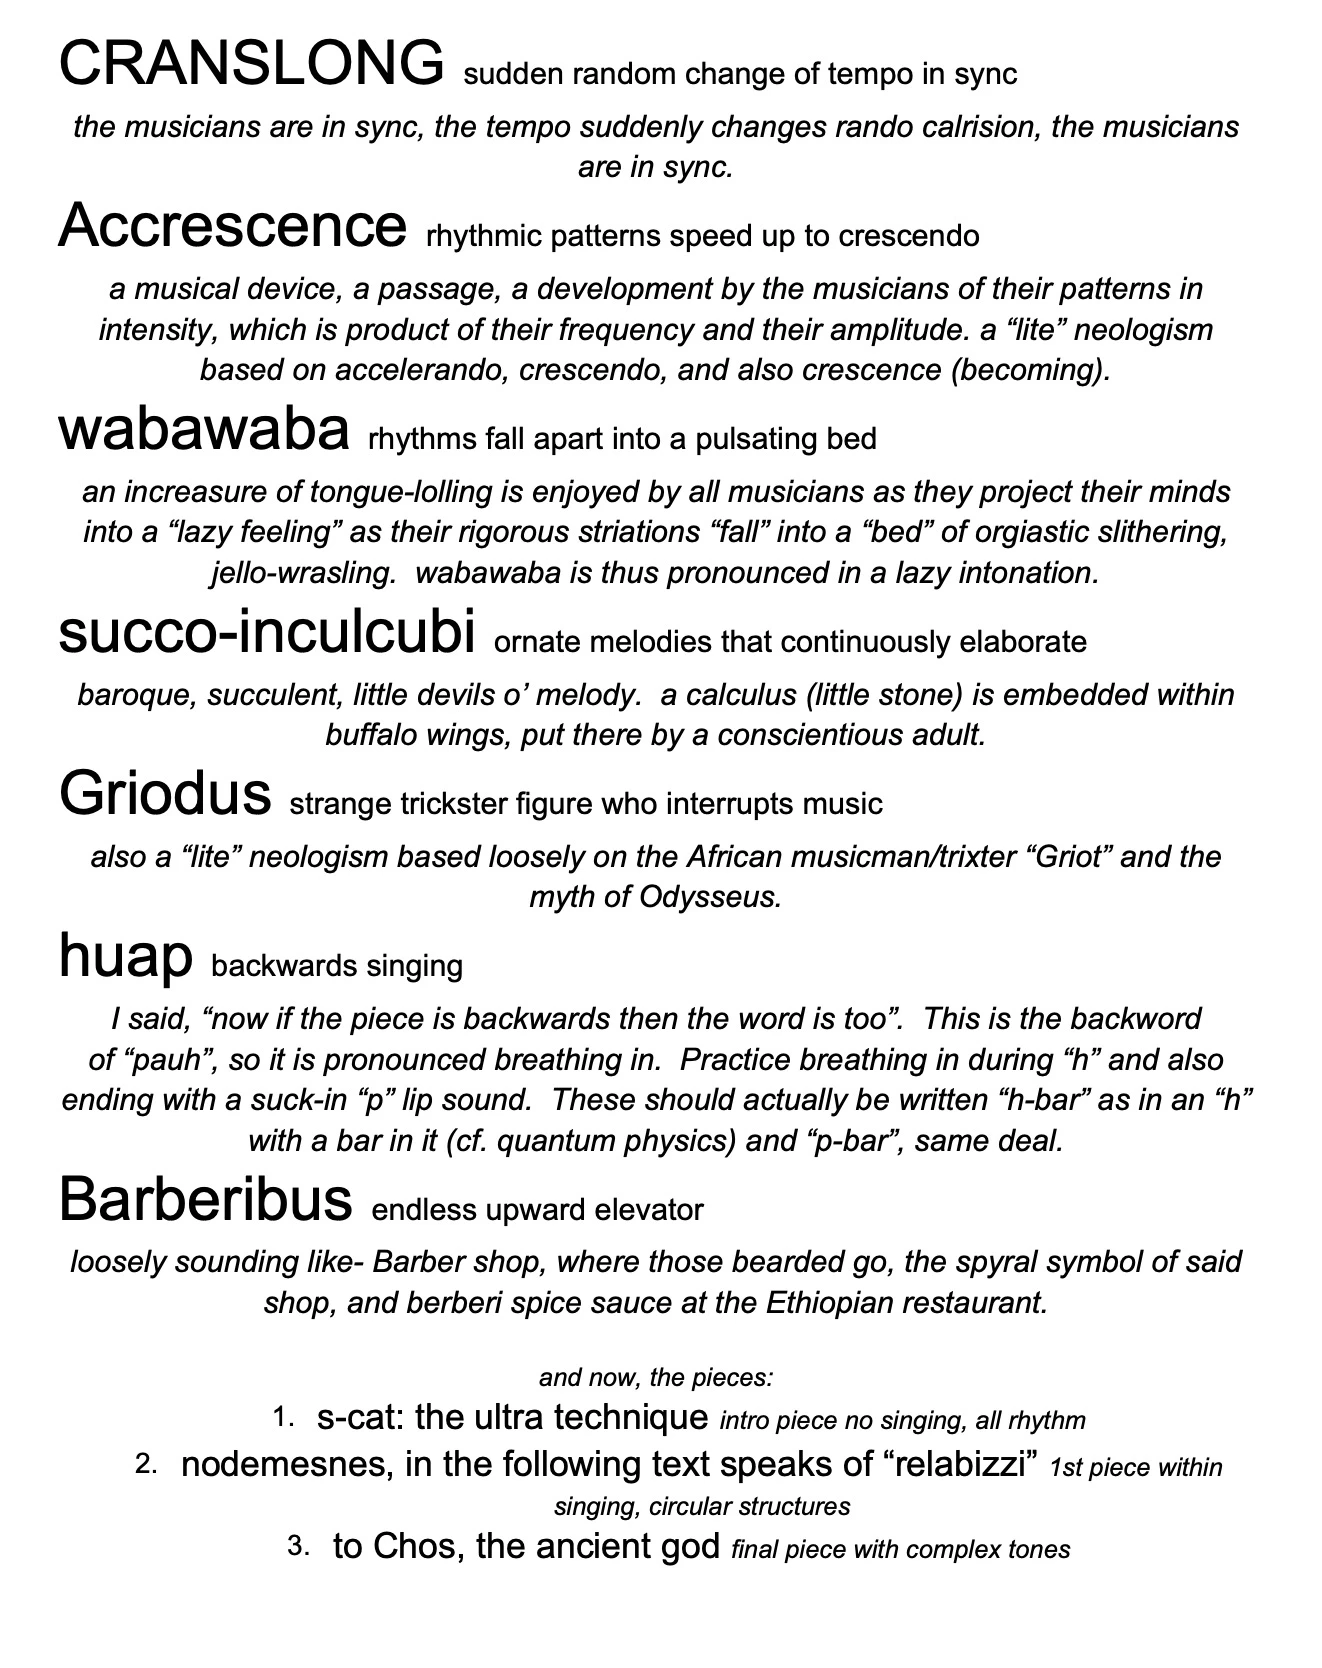 CRANSLONG sudden random change of tempo in sync
the musicians are in sync, the tempo suddenly changes rando calrision, the musicians
are in sync.
Accrescence rhythmic patterns speed up to crescendo
a musical device, a passage, a development by the musicians of their patterns in
intensity, which is product of their frequency and their amplitude. a “lite” neologism
based on accelerando, crescendo, and also crescence (becoming).
wabawaba rhythms fall apart into a pulsating bed
an increasure of tongue-lolling is enjoyed by all musicians as they project their minds
into a “lazy feeling” as their rigorous striations “fall” into a “bed” of orgiastic slithering,
jello-wrasling.  wabawaba is thus pronounced in a lazy intonation.
succo-inculcubi ornate melodies that continuously elaborate
baroque, succulent, little devils o’ melody.  a calculus (little stone) is embedded within
buffalo wings, put there by a conscientious adult.
Griodus strange trickster figure who interrupts music
also a “lite” neologism based loosely on the African musicman/trixter “Griot” and the
myth of Odysseus.
huap backwards singing
I said, “now if the piece is backwards then the word is too”.  This is the backword
of “pauh”, so it is pronounced breathing in.  Practice breathing in during “h” and also
ending with a suck-in “p” lip sound.  These should actually be written “h-bar” as in an “h”
with a bar in it (cf. quantum physics) and “p-bar”, same deal.
Barberibus endless upward elevator
loosely sounding like- Barber shop, where those bearded go, the spyral symbol of said
shop, and berberi spice sauce at the Ethiopian restaurant.
and now, the pieces:
1. s-cat: the ultra technique intro piece no singing, all rhythm
2. nodemesnes, in the following text speaks of “relabizzi” 1st piece within
singing, circular structures
3. to Chos, the ancient god final piece with complex tones